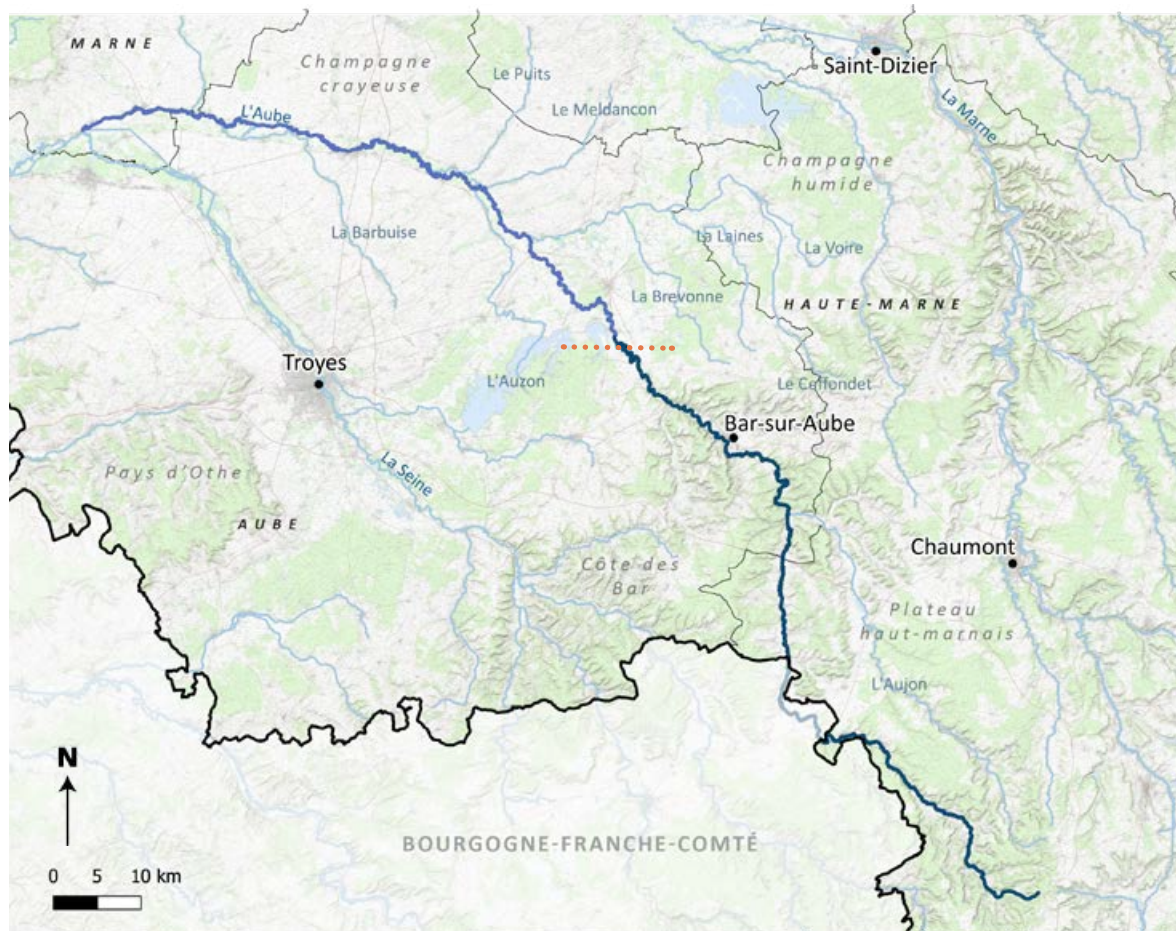 MARNE
Champagne
crayeuse
Le Puits
Saint-Dizier
L'Aube
Le Meldancon
La Marne
Champagne
humide
La Barbuise
La Laines
La Voire
La Brevonne
HAUTE-MARNE
Troyes
L'Auzon
Le Ceffondet
Bar-sur-Aube
Pays d'Othe
La Seine
AUBE
Chaumont
Côte des
Bar
Plateau
haut-marnais
L'Aujon
N
BOURGOGNE-FRANCHE-COMTÉ
0 5 10 km